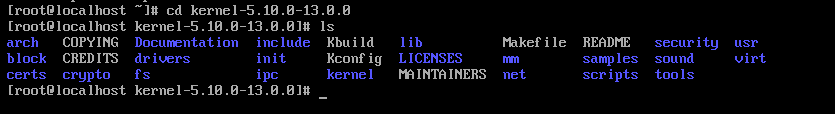 [root@localhost ~]# cd kernel-5.10.0-13.0.0
[root@localhost kernel-5.10.0-13.0.0]# ls
arch COPYING Documentation include Kbuild lib Makefile README security usr
block CREDITS drivers init Kconfig LICENSES mm samples sound virt
certs crypto fs ipc kernel MAINTAINERS net scripts tools
[root@localhost kernel-5.10.0-13.0.0]# _